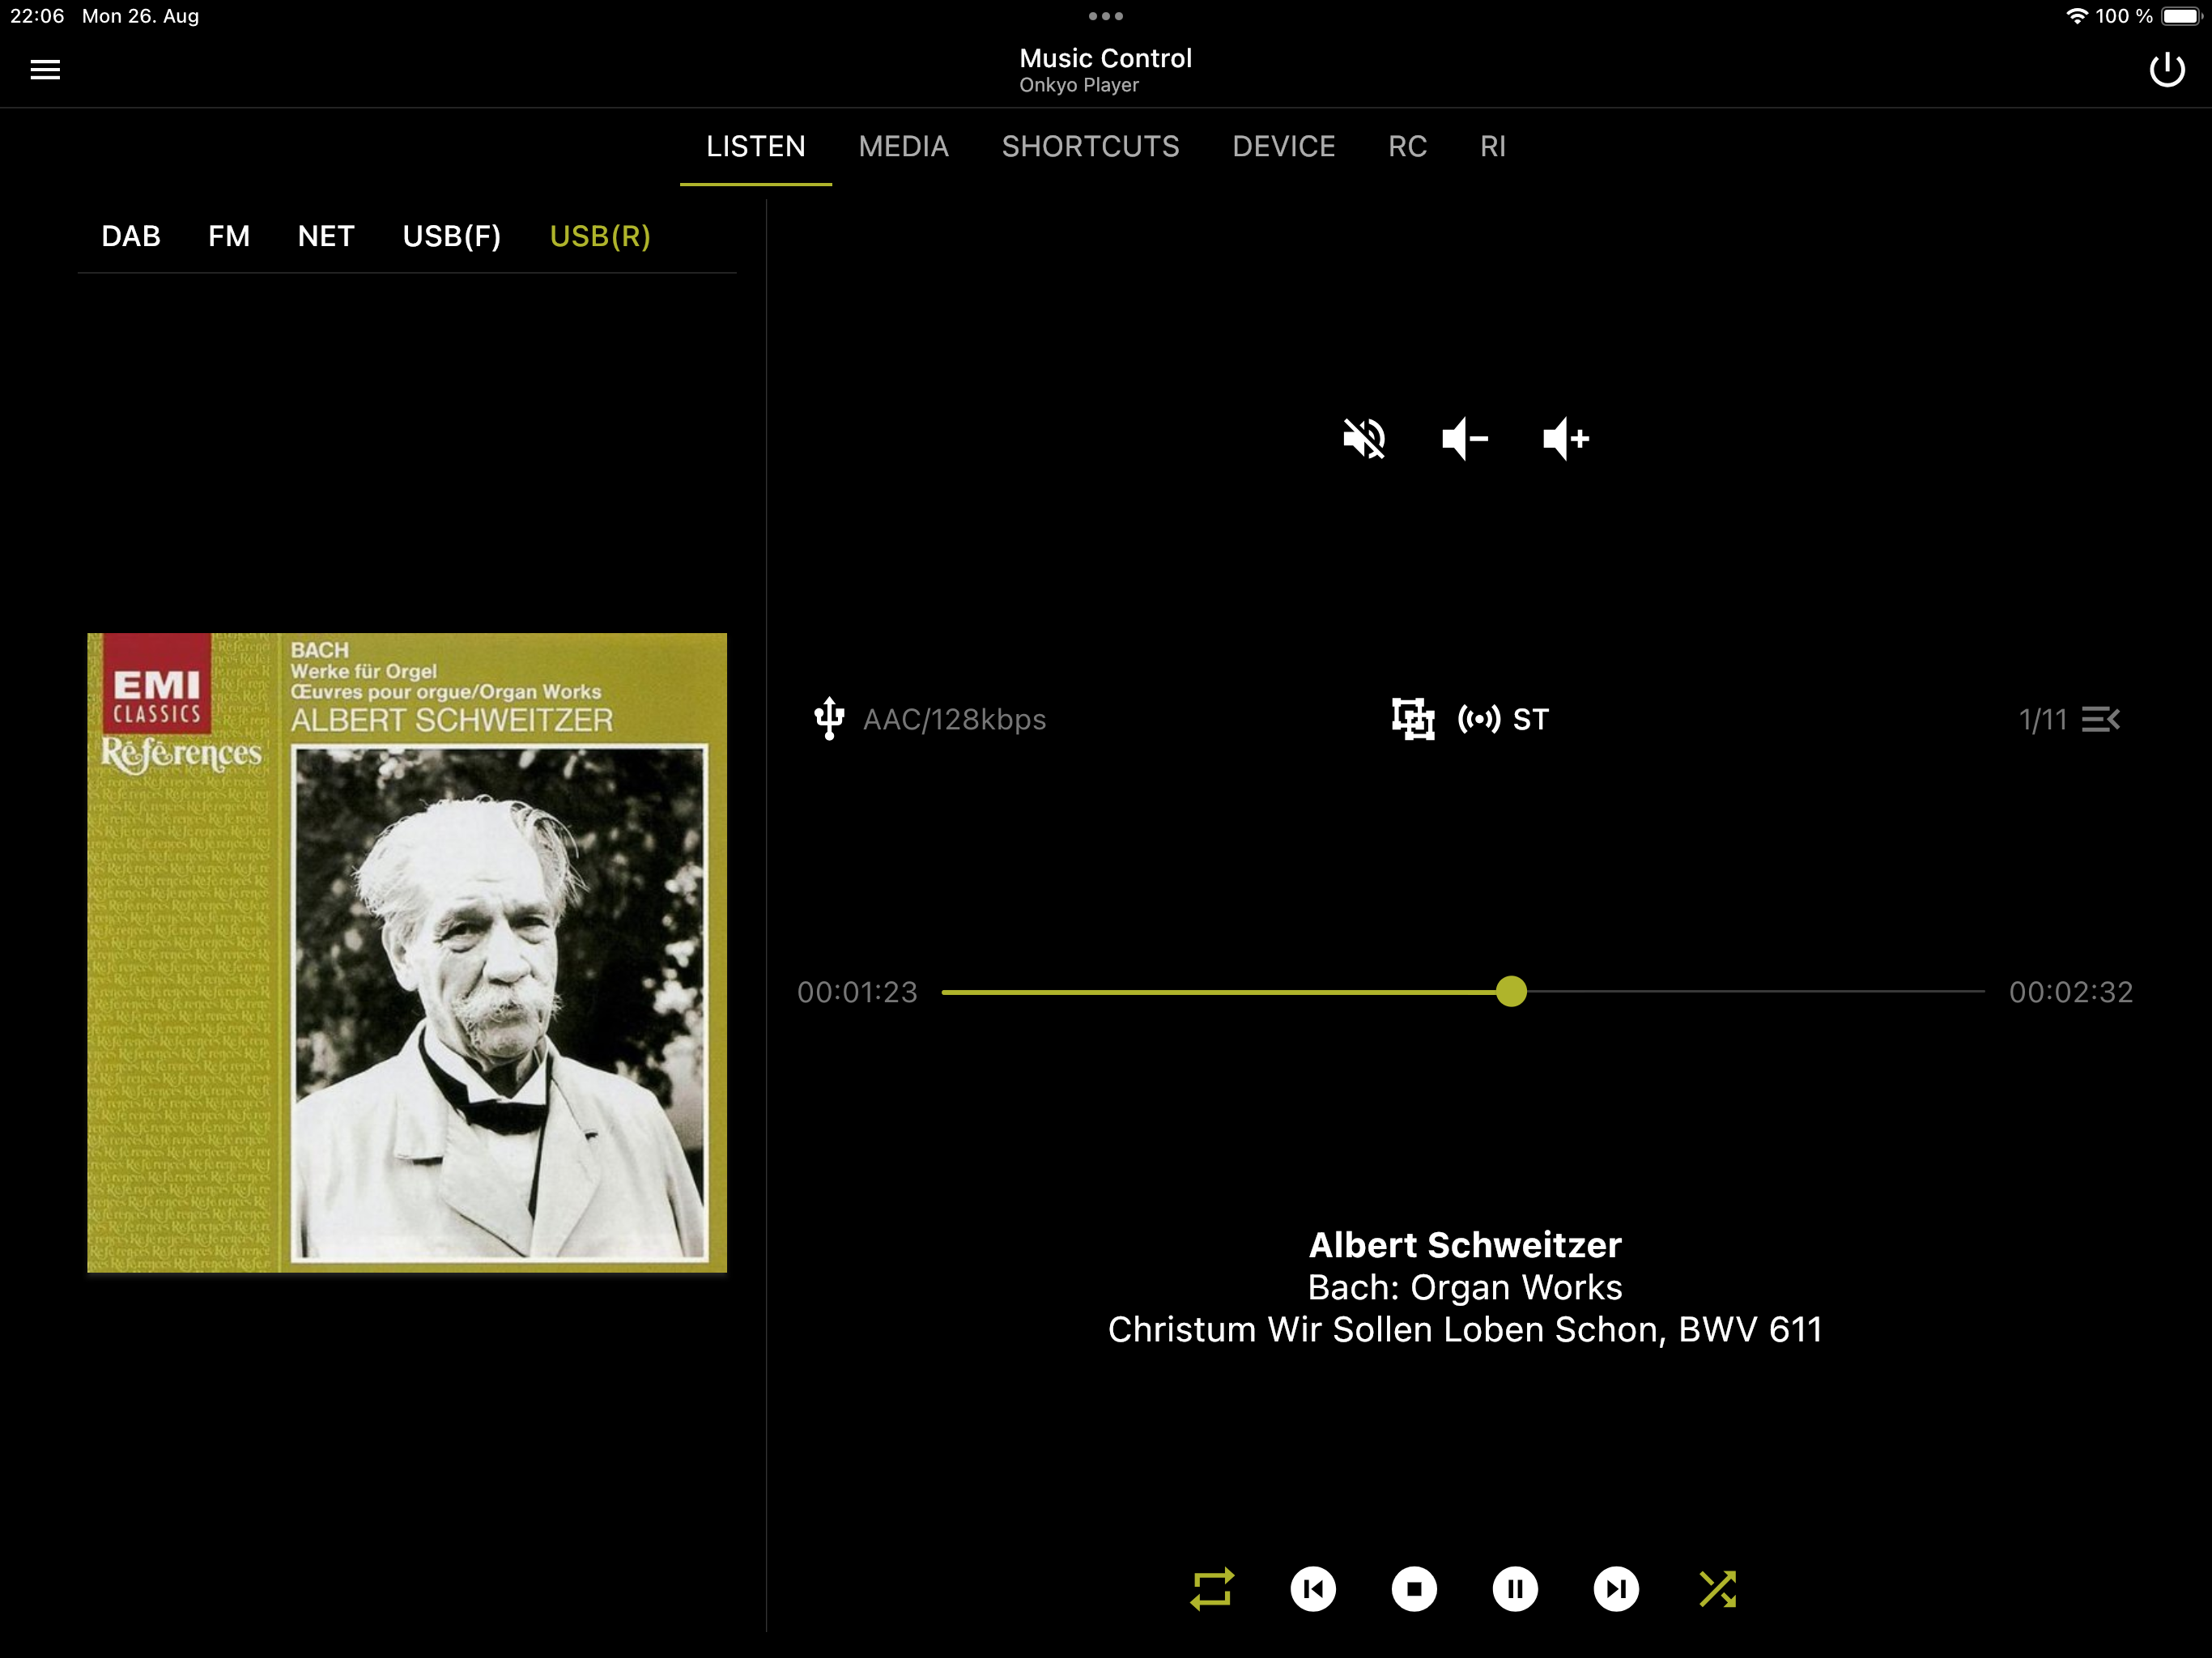 22:06 Mon 26. Aug
100 %
Music Control
Onkyo Player
LISTEN MEDIA SHORTCUTS DEVICE RC RI
DAB FM NET USB(F) USB(R)
EMI
CLASSICS
Références
BACH
Werke für Orgel
Œuvres pour orgue/Organ Works
ALBERT SCHWEITZER
AAC/128kbps
ST
1/11
00:01:23
00:02:32
Albert Schweitzer
Bach: Organ Works
Christum Wir Sollen Loben Schon, BWV 611